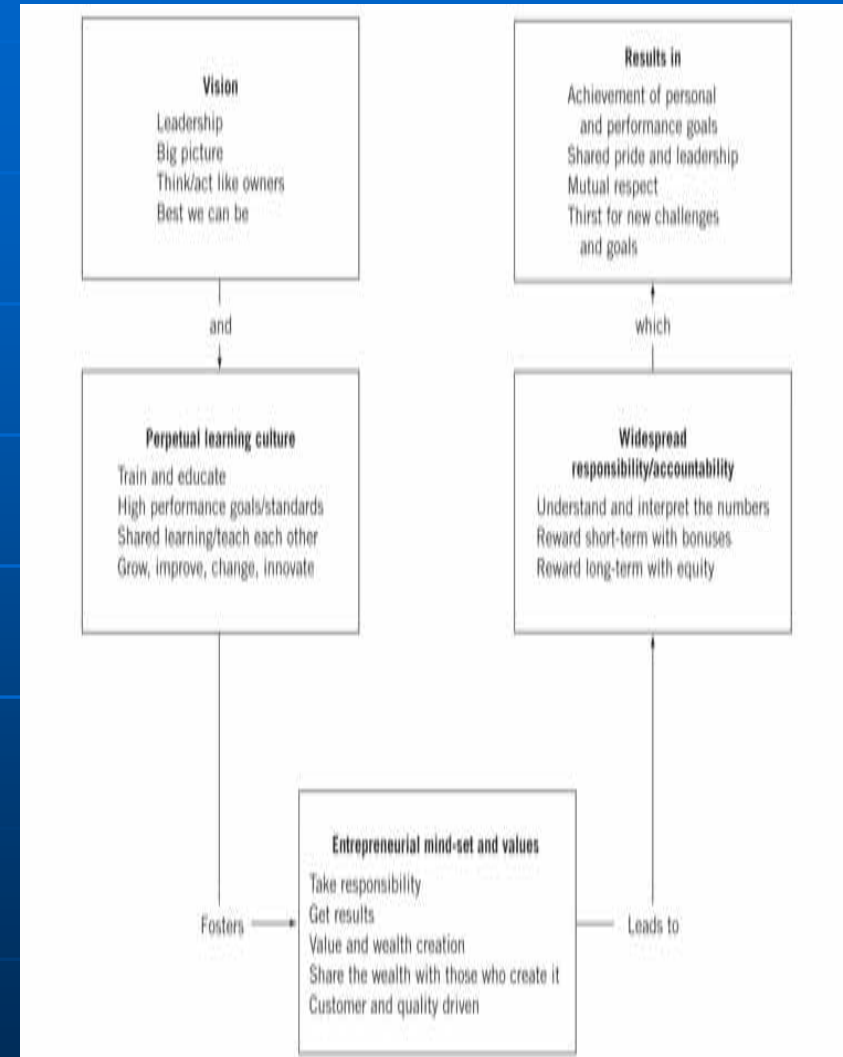 Vision
Leadership
Big picture
Think/act like owners
Best we can be
and
Perpetual learning culture
Train and educate
High performance goals/standards
Shared learning/teach each other
Grow, improve, change, innovate
Fosters
Entrepreneurial mind-set and values
Take responsibility
Get results
Value and wealth creation
Share the wealth with those who create it
Customer and quality driven
Leads to
Widespread
responsibility/accountability
Understand and interpret the numbers
Reward short-term with bonuses
Reward long-term with equity
which
Results in
Achievement of personal
and performance goals
Shared pride and leadership
Mutual respect
Thirst for new challenges
and goals